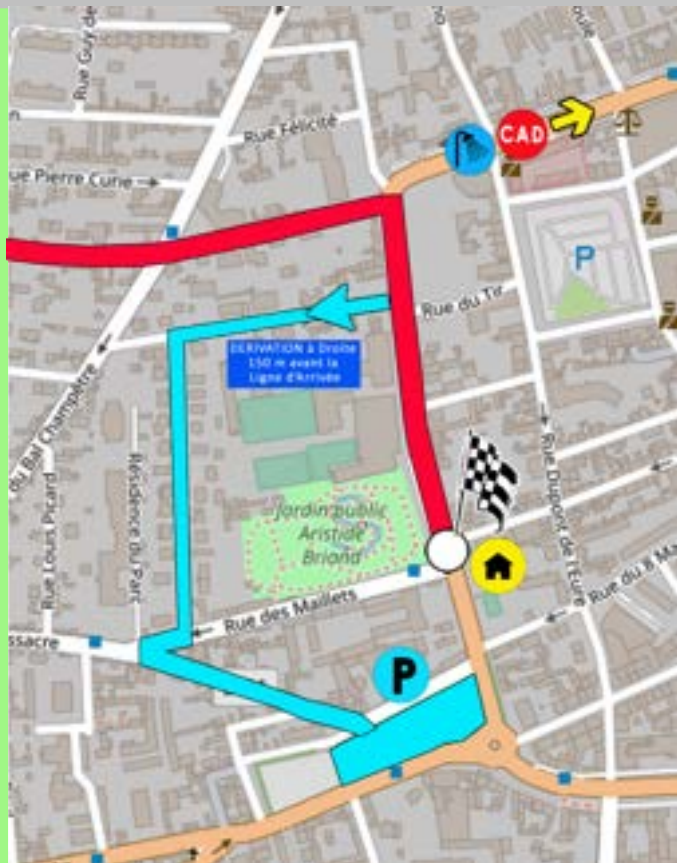 Rue Guy de
oule
Rue Félicité
CAD
ue Pierre Curie
P
Rue du Tir
DERIVATION à Droite
150 m avant la
Ligne d'Arrivée
du Bal Champêtre
Rue Louis Picard
Résidence du Parc
Rue Dupont de l'Eure
Jardin public
Aristide
Briand
Rue des Maillets
Rue du 8 Ma
ssacre
P